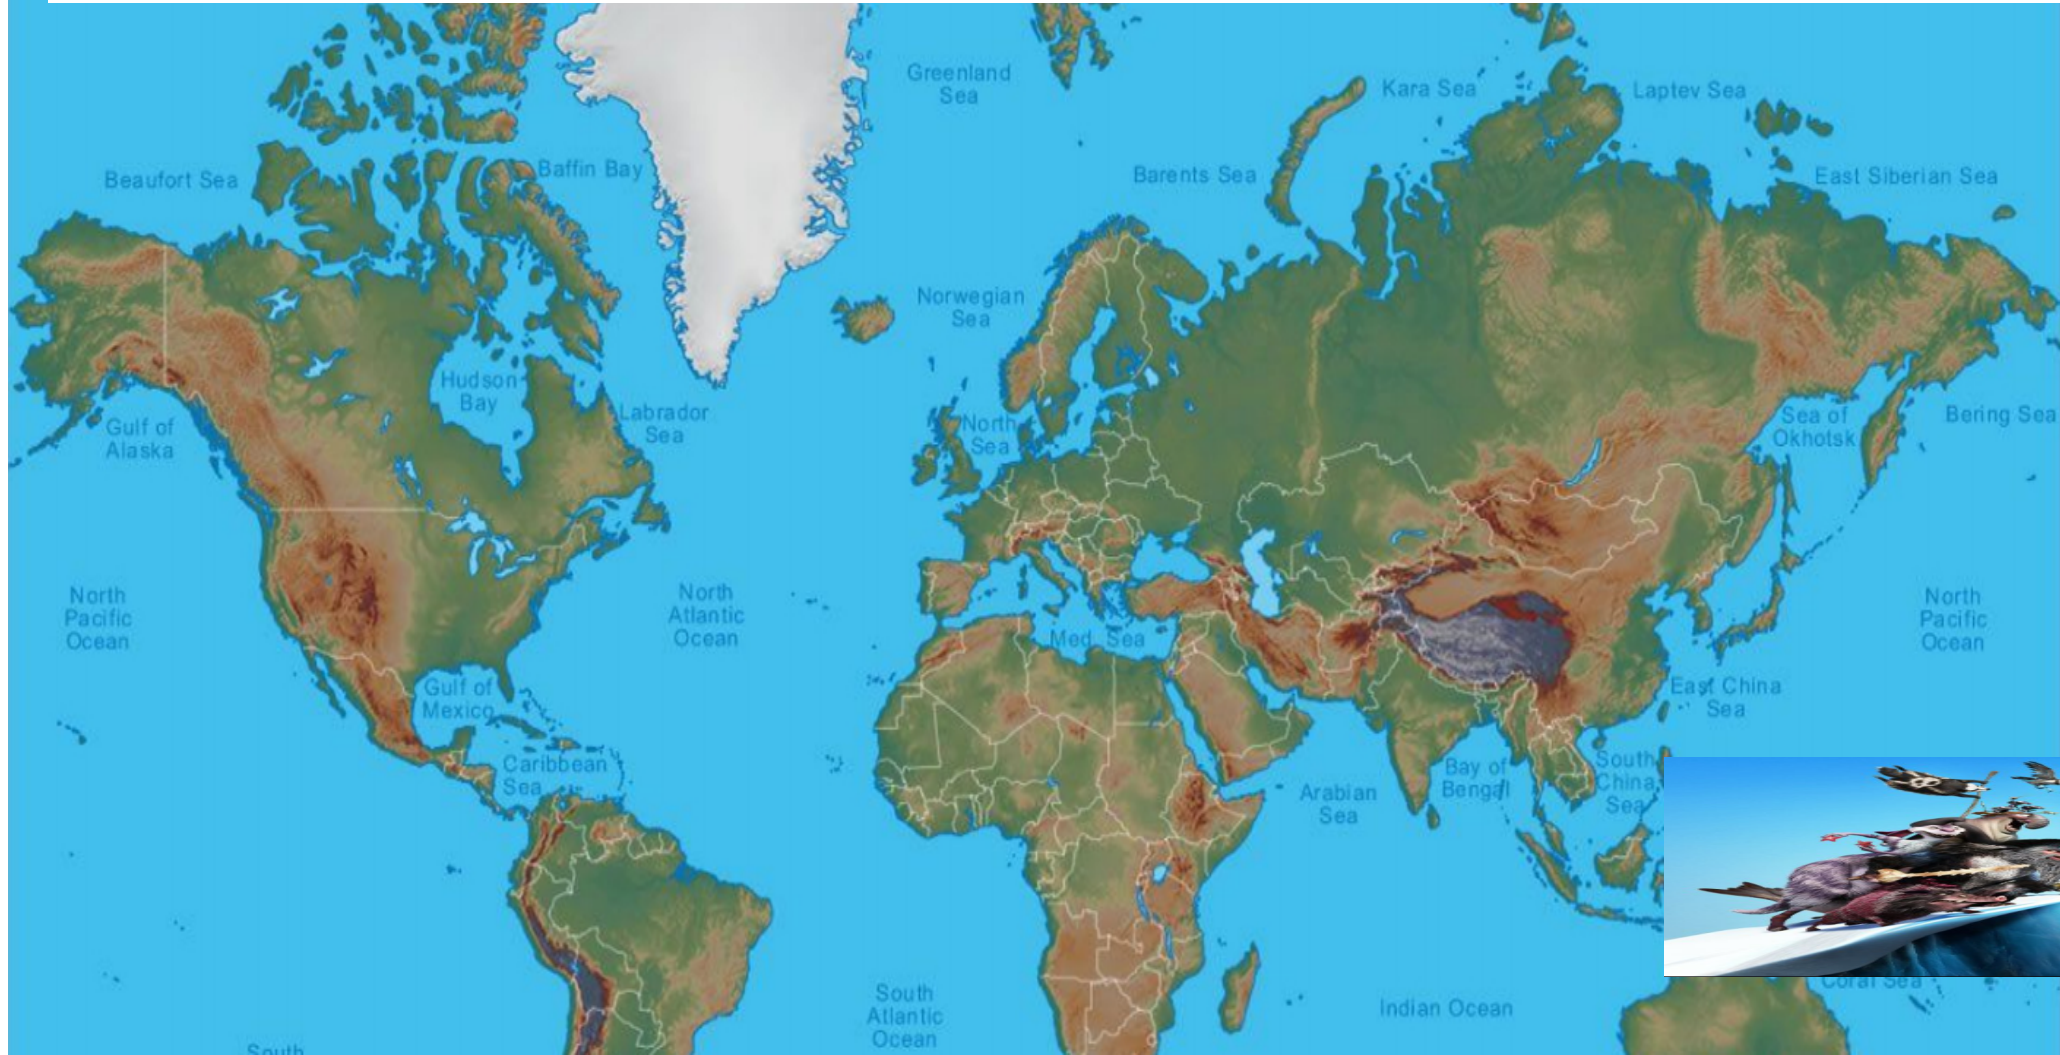 Greenland
Sea
Kara Sea
Laptev Sea
Baffin Bay
Beaufort Sea
Barents Sea
East Siberian Sea
Norwegian
Sea
Hudson
Bay
Labrador
Sea
Gulf of
Alaska
North
Sea
Sea of
Okhotsk
Bering Sea
North
Pacific
Ocean
North
Atlantic
Ocean
Med. Sea
North
Pacific
Ocean
Gulf of
Mexico
East China
Sea
Caribbean
Sea
Arabian
Sea
Bay of
Bengal
South
China
Sea
South
Atlantic
Ocean
Indian Ocean
Coral Sea
South